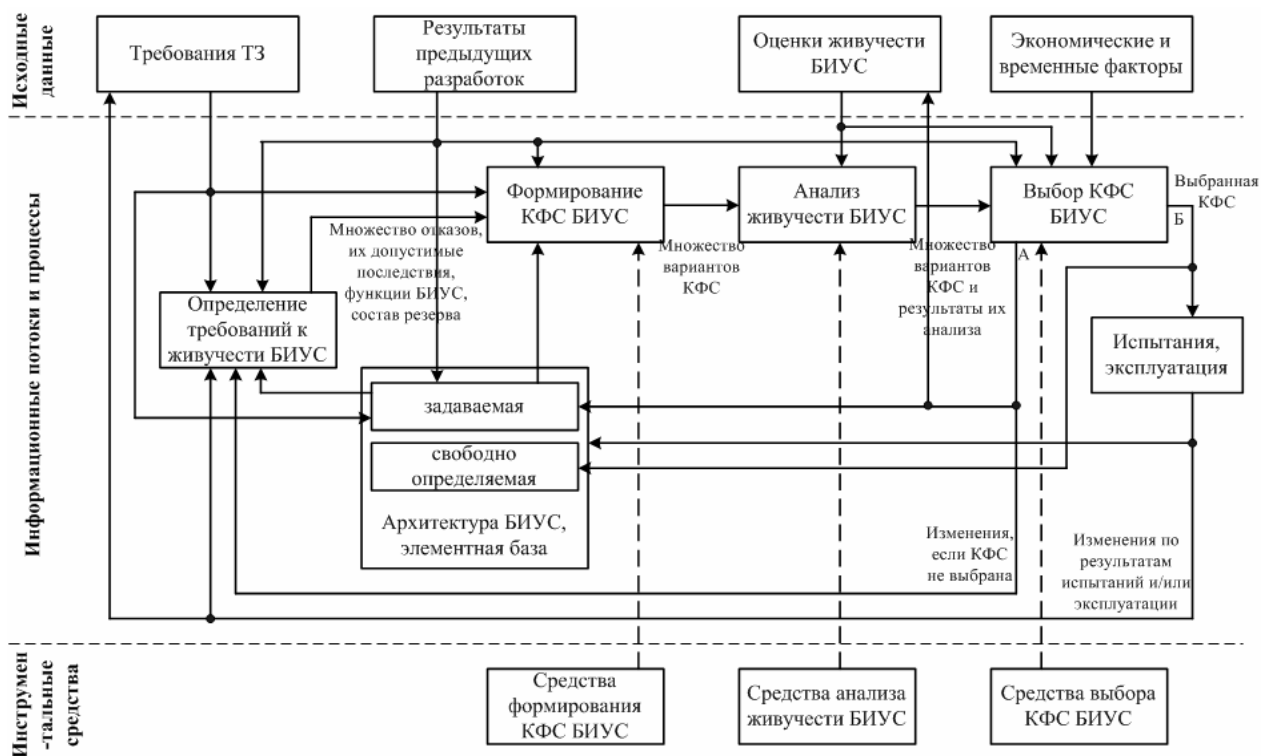 Исходные
данные
Требования ТЗ
Результаты
предыдущих
разработок
Оценки живучести
БИУС
Экономические и
временные факторы
Информационные потоки и процессы
Формирование
КФС БИУС
Анализ
живучести БИУС
Выбор КФС
БИУС
Выбранная
КФС
Б
А
Множество отказов,
их допустимые
последствия,
функции БИУС,
состав резерва
Множество
вариантов
КФС
Множество
вариантов
КФС и
результаты их
анализа
Определение
требований к
живучести БИУС
Испытания,
эксплуатация
задаваемая
свободно
определяемая
Архитектура БИУС,
элементная база
Изменения,
если КФС
не выбрана
Изменения по
результатам
испытаний и/или
эксплуатации
Инструмен
-тальные
средства
Средства
формирования
КФС БИУС
Средства анализа
живучести БИУС
Средства выбора
КФС БИУС